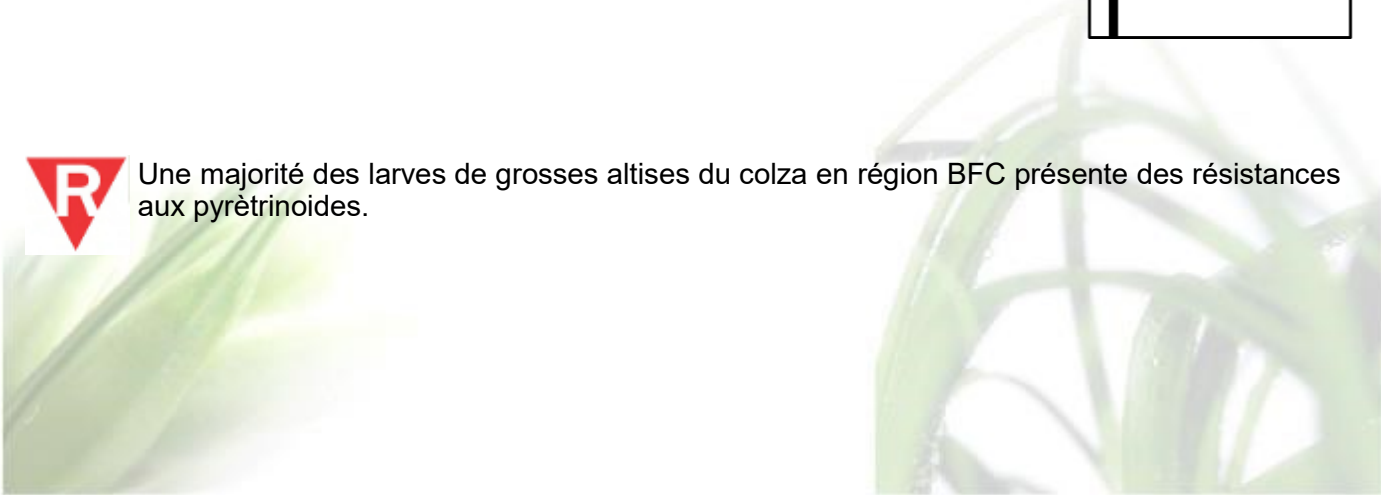 R
Une majorité des larves de grosses altises du colza en région BFC présente des résistances
aux pyrètrinoides.